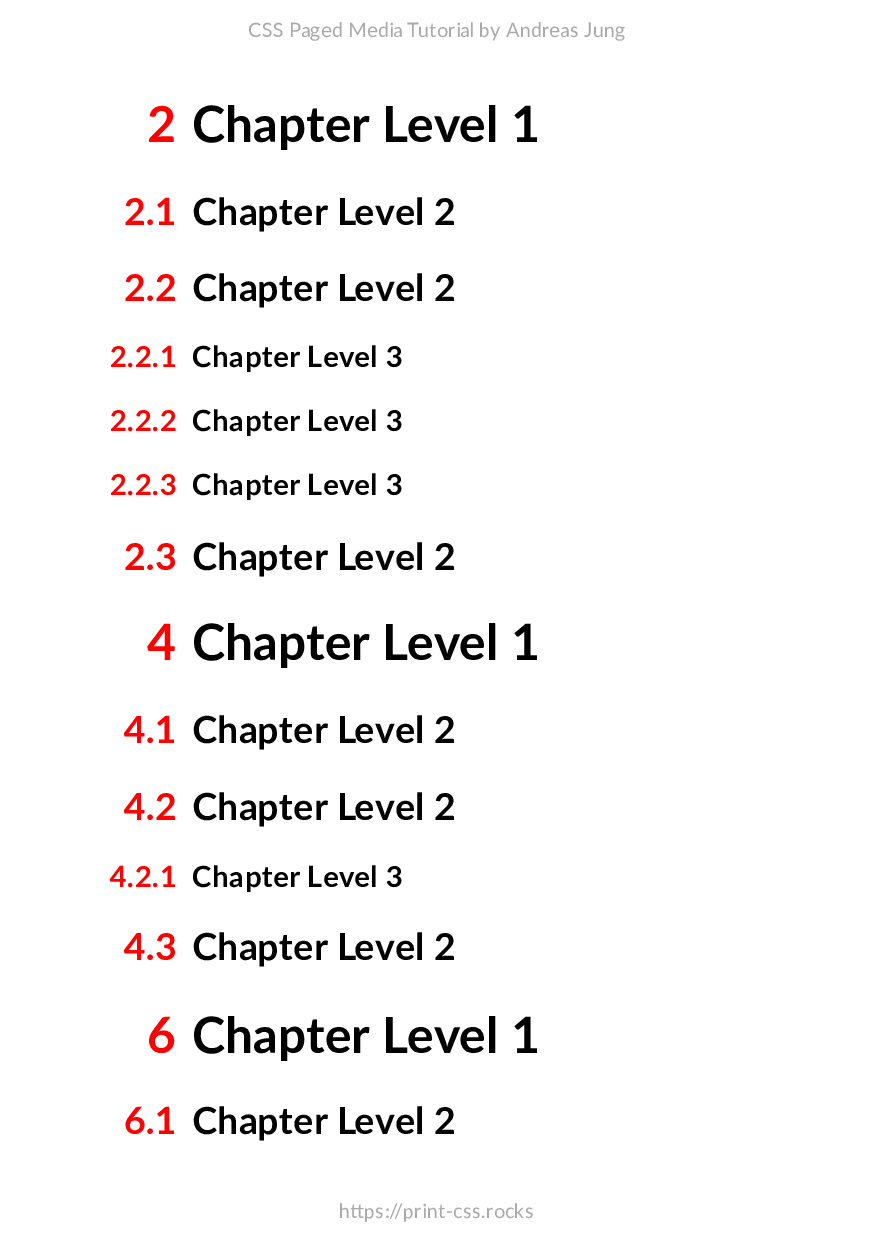 CSS Paged Media Tutorial by Andreas Jung
2 Chapter Level 1
2.1 Chapter Level 2
2.2 Chapter Level 2
2.2.1 Chapter Level 3
2.2.2 Chapter Level 3
2.2.3 Chapter Level 3
2.3 Chapter Level 2
4 Chapter Level 1
4.1 Chapter Level 2
4.2 Chapter Level 2
4.2.1 Chapter Level 3
4.3 Chapter Level 2
6 Chapter Level 1
6.1 Chapter Level 2
https://print-css.rocks